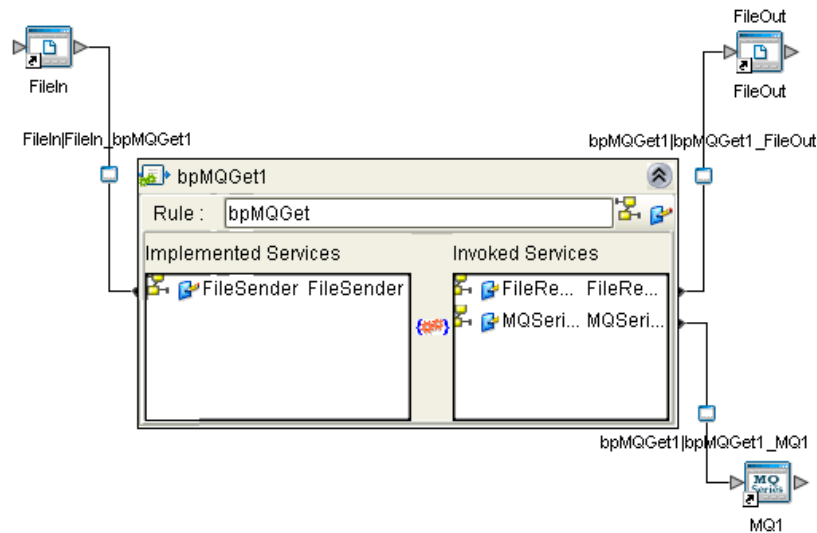 FileOut
FileIn
FileOut
FileIn|FileIn_bpMQGet1
bpMQGet1|bpMQGet1_FileOut
bpMQGet1
Rule :
bpMQGet
Implemented Services
Invoked Services
FileSender FileSender
FileRe... FileRe...
MQSeri... MQSeri...
bpMQGet1|bpMQGet1_MQ1
MQ
Series
MQ1